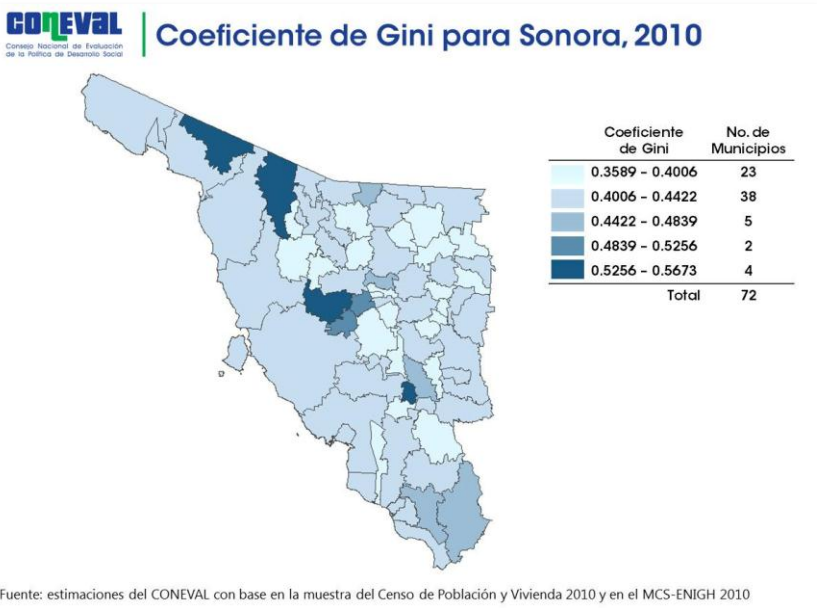 CONEVAL
Consejo Nacional de Evaluación
de la Política de Desarrollo Social
Coeficiente de Gini para Sonora, 2010
Coeficiente de Gini No. de Municipios
0.3589 - 0.4006 23
0.4006 - 0.4422 38
0.4422 - 0.4839 5
0.4839 - 0.5256 2
0.5256 - 0.5673 4
Total 72
Fuente: estimaciones del CONEVAL con base en la muestra del Censo de Población y Vivienda 2010 y en el MCS-ENIGH 2010